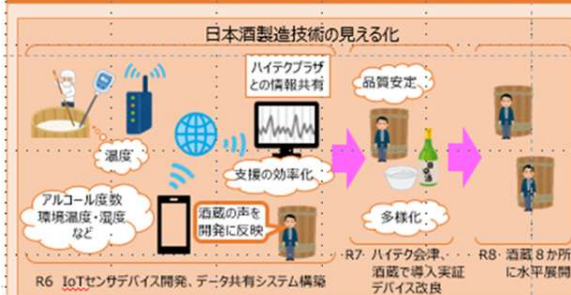 日本酒製造技術の見える化
ハイテクプラザ
との情報共有
品質安定
温度
支援の効率化
アルコール度数
環境温度・湿度
など
酒蔵の声を
開発に反映
多様化
R6 IoTセンサデバイス開発、データ共有システム構築
R7 ハイテク会津、
酒蔵で導入実証
デバイス改良
R8 酒蔵8か所
に水平展開